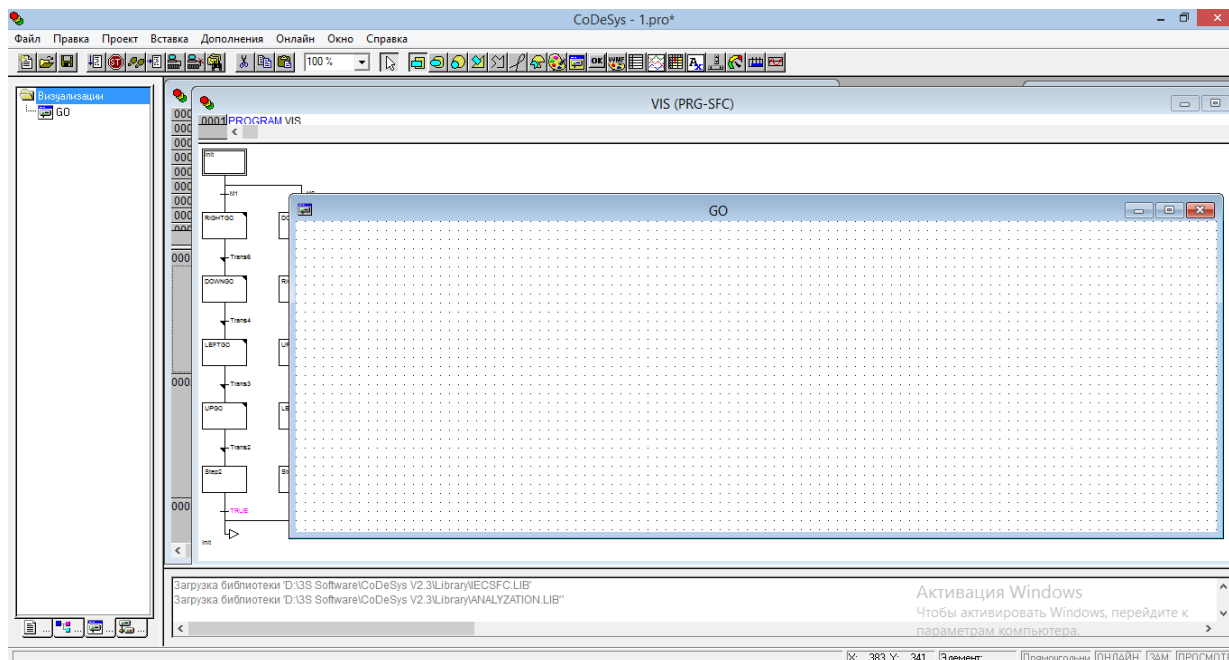 CoDeSys - 1.pro*
Файл Правка Проект Вставка Дополнения Онлайн Окно Справка
100 %
Визуализации
GO
VIS (PRG-SFC)
0001 PROGRAM VIS
Init
M1
RIGHTGO
Trans6
DOWNGO
Trans4
LEFTGO
Trans3
UPGO
Trans2
Step2
TRUE
Init
GO
Загрузка библиотеки 'D:\3S Software\CoDeSys V2.3\Library\IECSFC.LIB'
Загрузка библиотеки 'D:\3S Software\CoDeSys V2.3\Library\ANALYZATION.LIB"
Активация Windows
Чтобы активировать Windows, перейдите к
параметрам компьютера.
X: 383 Y: 341 Элемент: ОНЛАЙН ЗАМ ПРОСМОТ